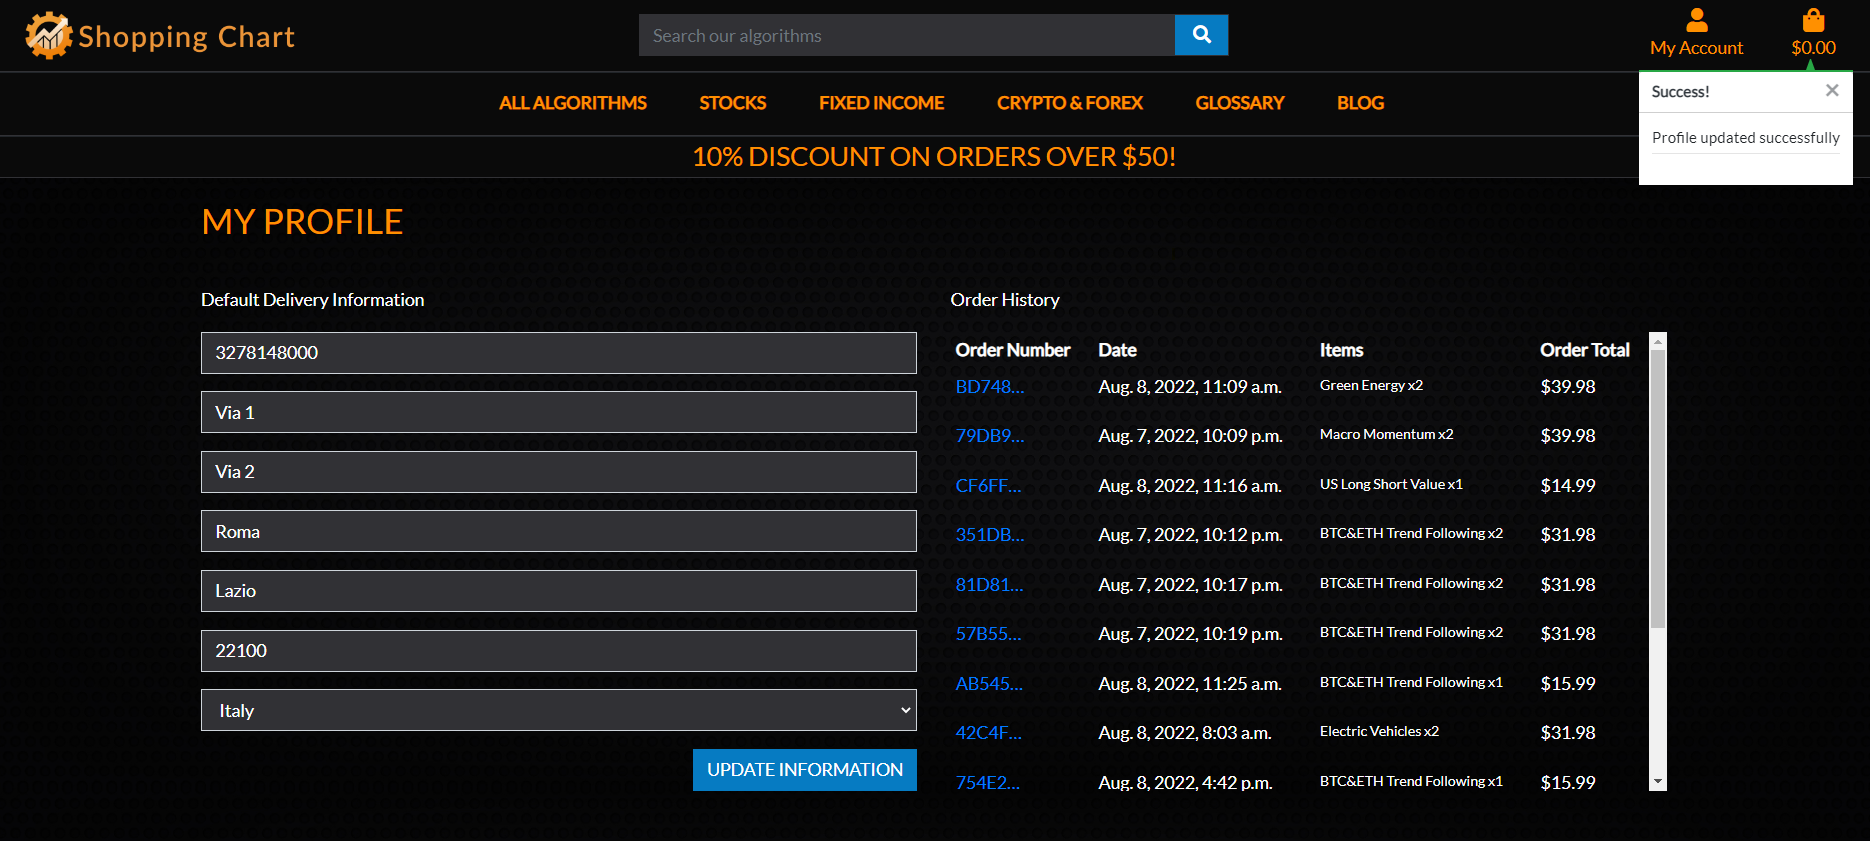 Shopping Chart
Search our algorithms
My Account
$0.00
ALL ALGORITHMS STOCKS FIXED INCOME CRYPTO & FOREX GLOSSARY BLOG
Success! ×
Profile updated successfully
10% DISCOUNT ON ORDERS OVER $50!
MY PROFILE
Default Delivery Information
3278148000
Via 1
Via 2
Roma
Lazio
22100
Italy
UPDATE INFORMATION
Order History
Order Number Date Items Order Total
BD748... Aug. 8, 2022, 11:09 a.m. Green Energy x2 $39.98
79DB9... Aug. 7, 2022, 10:09 p.m. Macro Momentum x2 $39.98
CF6FF... Aug. 8, 2022, 11:16 a.m. US Long Short Value x1 $14.99
351DB... Aug. 7, 2022, 10:12 p.m. BTC&ETH Trend Following x2 $31.98
81D81... Aug. 7, 2022, 10:17 p.m. BTC&ETH Trend Following x2 $31.98
57B55... Aug. 7, 2022, 10:19 p.m. BTC&ETH Trend Following x2 $31.98
AB545... Aug. 8, 2022, 11:25 a.m. BTC&ETH Trend Following x1 $15.99
42C4F... Aug. 8, 2022, 8:03 a.m. Electric Vehicles x2 $31.98
754E2... Aug. 8, 2022, 4:42 p.m. BTC&ETH Trend Following x1 $15.99